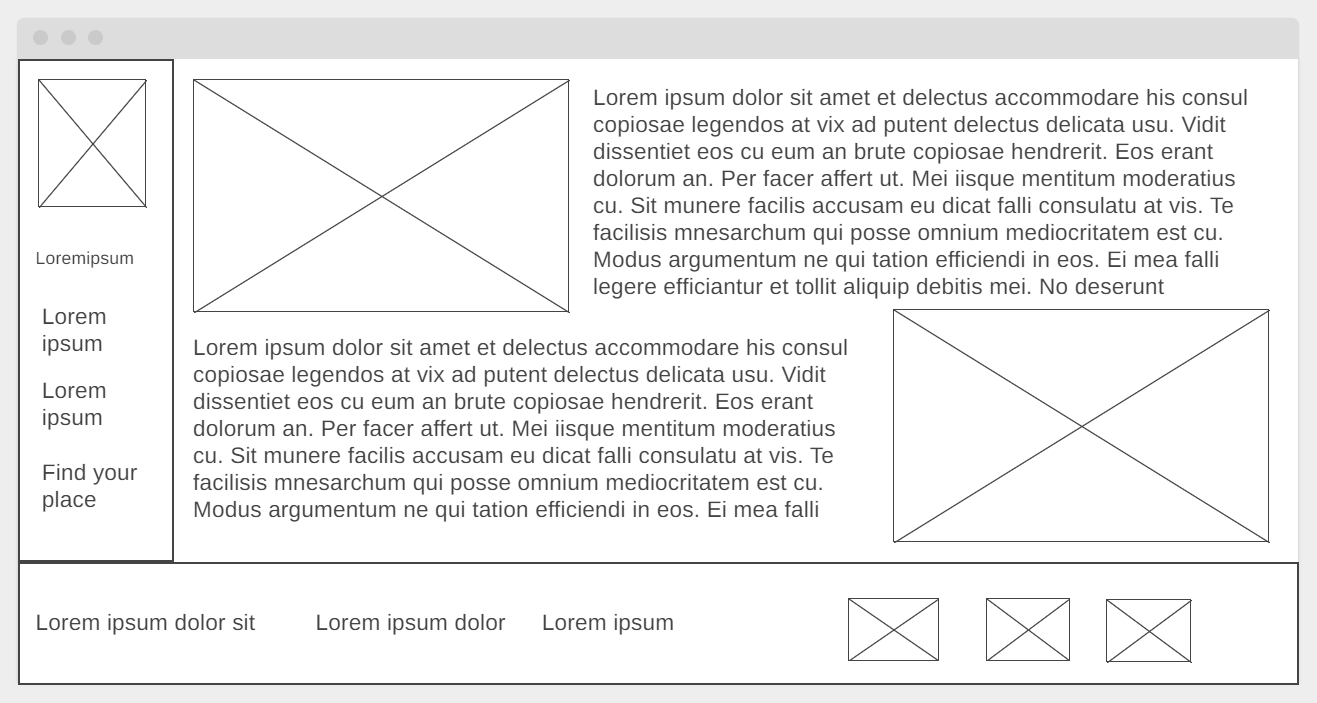 Loremipsum
Lorem
ipsum
Lorem
ipsum
Find your
place
Lorem ipsum dolor sit amet et delectus accommodare his consul
copiosae legendos at vix ad putent delectus delicata usu. Vidit
dissentiet eos cu eum an brute copiosae hendrerit. Eos erant
dolorum an. Per facer affert ut. Mei iisque mentitum moderatius
cu. Sit munere facilis accusam eu dicat falli consulatu at vis. Te
facilisis mnesarchum qui posse omnium mediocritatem est cu.
Modus argumentum ne qui tation efficiendi in eos. Ei mea falli
legere efficiantur et tollit aliquip debitis mei. No deserunt
Lorem ipsum dolor sit amet et delectus accommodare his consul
copiosae legendos at vix ad putent delectus delicata usu. Vidit
dissentiet eos cu eum an brute copiosae hendrerit. Eos erant
dolorum an. Per facer affert ut. Mei iisque mentitum moderatius
cu. Sit munere facilis accusam eu dicat falli consulatu at vis. Te
facilisis mnesarchum qui posse omnium mediocritatem est cu.
Modus argumentum ne qui tation efficiendi in eos. Ei mea falli
Lorem ipsum dolor sit
Lorem ipsum dolor
Lorem ipsum